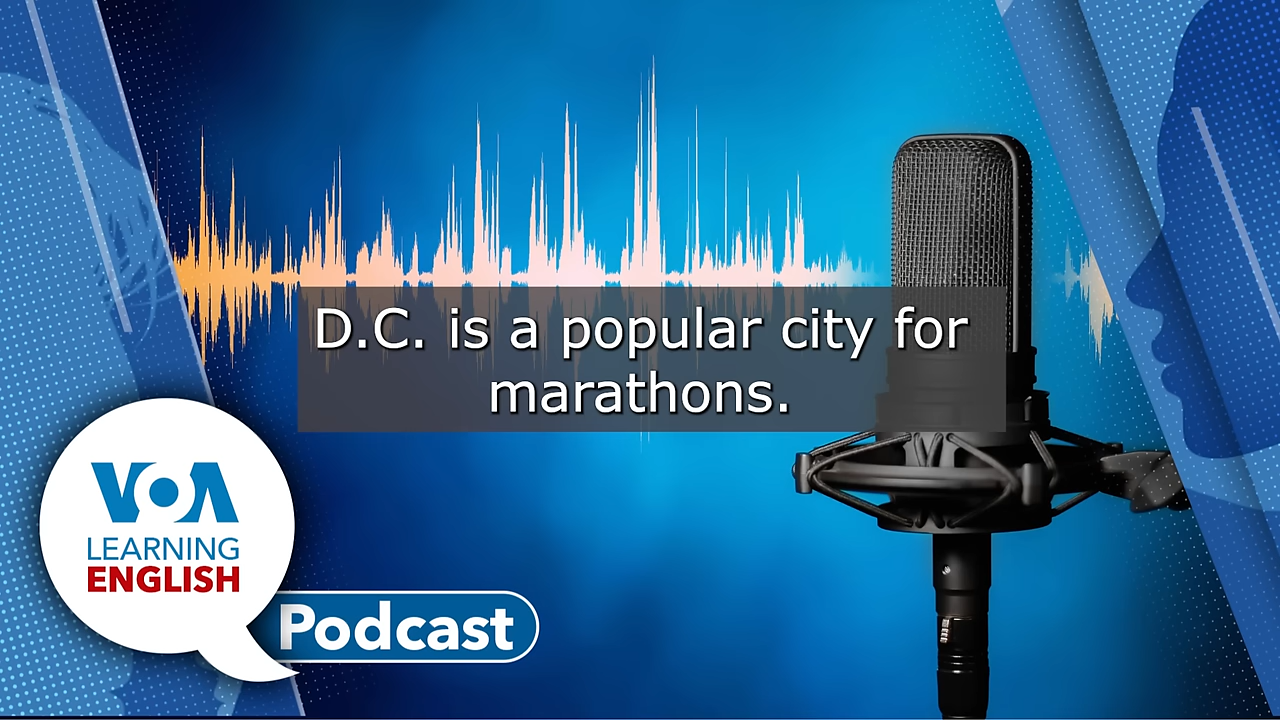 D.C. is a popular city for
marathons.
VOA
LEARNING
ENGLISH
Podcast